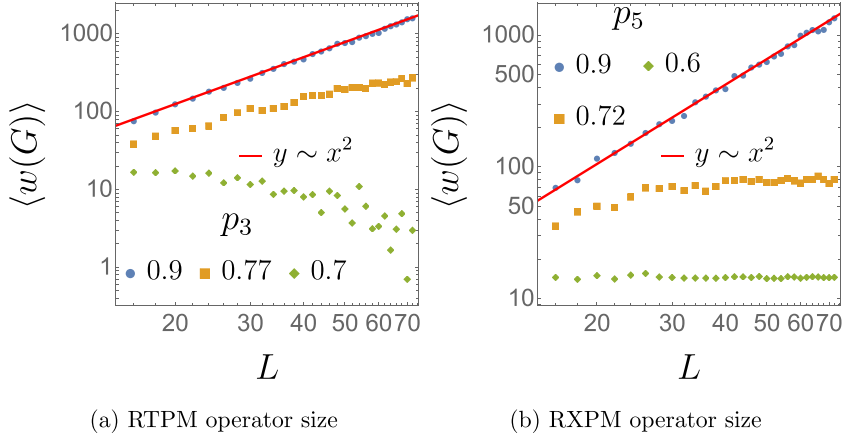 1000
100
10
1
⟨w(G)⟩
y ∼ x²
p₃
0.9 0.77 0.7
20 30 40 50 60 70
L
(a) RTPM operator size
p₅
1000
500
100
50
10
⟨w(G)⟩
0.9 0.6
0.72
y ∼ x²
20 30 40 50 60 70
L
(b) RXPM operator size